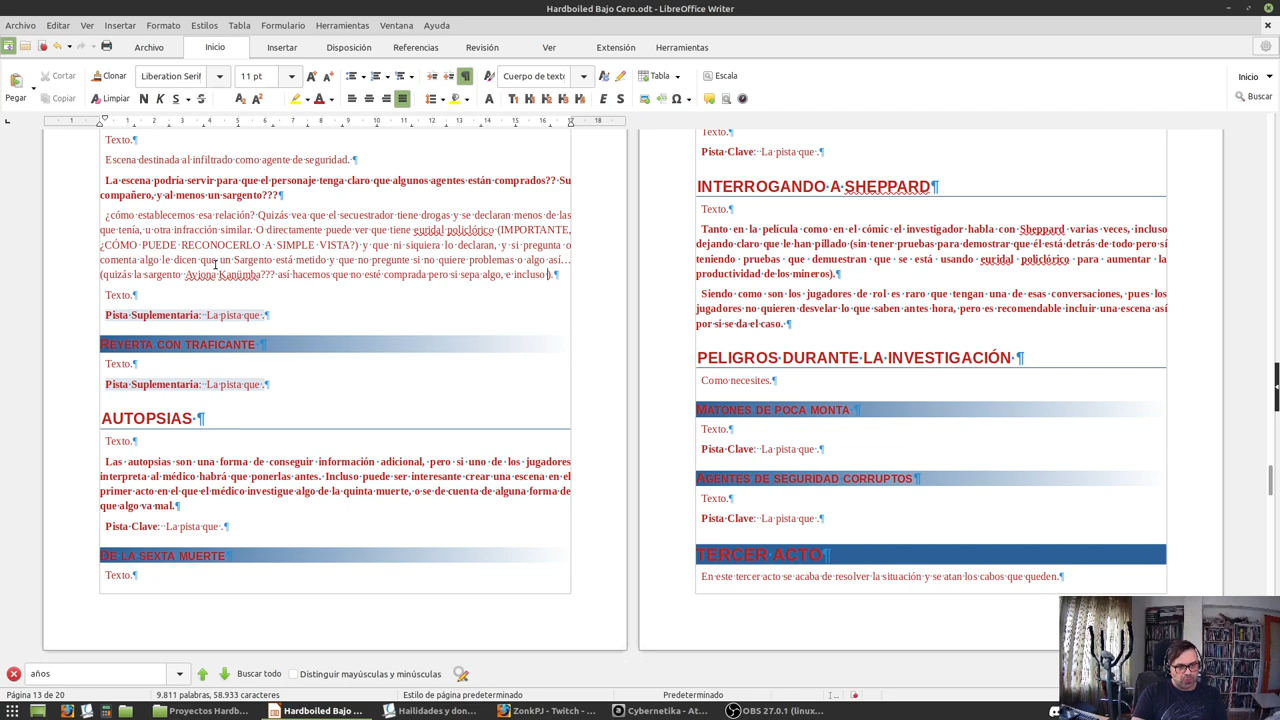 Hardboiled Bajo Cero.odt - LibreOffice Writer
Archivo Editar Ver Insertar Formato Estilos Tabla Formulario Herramientas Ventana Ayuda
Archivo Inicio Insertar Disposición Referencias Revisión Ver Extensión Herramientas
Pegar Cortar Clonar Liberation Serif 11 pt Cuerpo de texto Tabla Escala Inicio
Copiar Limpiar Buscar
Texto.¶
Escena destinada al infiltrado como agente de seguridad. ¶
La escena podría servir para que el personaje tenga claro que algunos agentes están comprados?? Su
compañero, y al menos un sargento???¶
¿cómo establecemos esa relación? Quizás vea que el secuestrador tiene drogas y se declaran menos de las
que tenía, u otra infracción similar. O directamente puede ver que tiene euridal policlórico (IMPORTANTE,
¿CÓMO PUEDE RECONOCERLO A SIMPLE VISTA?) y que ni siquiera lo declaran, y si pregunta o
comenta algo le dicen que un Sargento está metido y que no pregunte si no quiere problemas o algo así…
(quizás la sargento Ayiona Kanumba??? así hacemos que no esté comprada pero si sepa algo, e incluso ).¶
Texto.¶
Pista Suplementaria: La pista que .¶
Reyerta con traficante ¶
Texto.¶
Pista Suplementaria: La pista que .¶
AUTOPSIAS ¶
Texto.¶
Las autopsias son una forma de conseguir información adicional, pero si uno de los jugadores
interpreta al médico habrá que ponerlas antes. Incluso puede ser interesante crear una escena en el
primer acto en el que el médico investigue algo de la quinta muerte, o se de cuenta de alguna forma de
que algo va mal.¶
Pista Clave: La pista que .¶
De la sexta muerte¶
Texto.¶
Texto.¶
Pista Clave: La pista que .¶
INTERROGANDO A SHEPPARD¶
Texto.¶
Tanto en la película como en el cómic el investigador habla con Sheppard varias veces, incluso
dejando claro que le han pillado (sin tener pruebas para demostrar que él está detrás de todo pero sí
teniendo pruebas que demuestran que se está usando euridal policlórico para aumentar la
productividad de los mineros).¶
Siendo como son los jugadores de rol es raro que tengan una de esas conversaciones, pues los
jugadores no quieren desvelar lo que saben antes hora, pero es recomendable incluir una escena así
por si se da el caso. ¶
PELIGROS DURANTE LA INVESTIGACIÓN ¶
Como necesites.¶
Matones de poca monta ¶
Texto.¶
Pista Clave: La pista que .¶
Agentes de seguridad corruptos¶
Texto.¶
Pista Clave: La pista que .¶
TERCER ACTO¶
En este tercer acto se acaba de resolver la situación y se atan los cabos que queden.¶
años Buscar todo Distinguir mayúsculas y minúsculas
Página 13 de 20 9.811 palabras, 58.933 caracteres Estilo de página predeterminado Predeterminado
Proyectos Hardb... Hardboiled Bajo ... Hailidades y don... ZonkPJ - Twitch - ... Cybernetika - At... OBS 27.0.1 (linux...